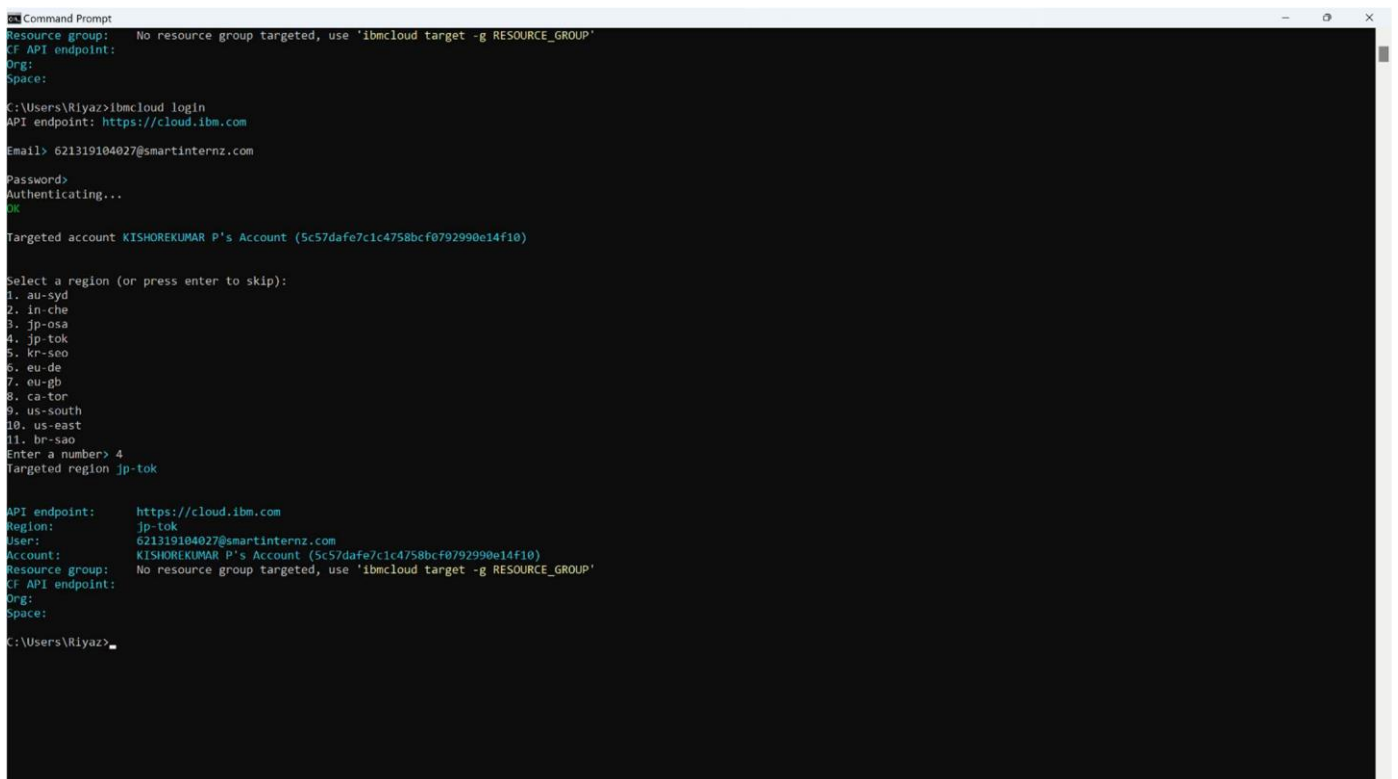 Command Prompt
Resource group: No resource group targeted, use 'ibmcloud target -g RESOURCE_GROUP'
CF API endpoint:
Org:
Space:
C:\Users\Riyaz>ibmcloud login
API endpoint: https://cloud.ibm.com
Email> 621319104027@smartinternz.com
Password>
Authenticating...
OK
Targeted account KISHOREKUMAR P's Account (5c57dafe7c1c4758bcf0792990e14f10)
Select a region (or press enter to skip):
1. au-syd
2. in-che
3. jp-osa
4. jp-tok
5. kr-seo
6. eu-de
7. eu-gb
8. ca-tor
9. us-south
10. us-east
11. br-sao
Enter a number> 4
Targeted region jp-tok
API endpoint: https://cloud.ibm.com
Region: jp-tok
User: 621319104027@smartinternz.com
Account: KISHOREKUMAR P's Account (5c57dafe7c1c4758bcf0792990e14f10)
Resource group: No resource group targeted, use 'ibmcloud target -g RESOURCE_GROUP'
CF API endpoint:
Org:
Space:
C:\Users\Riyaz>